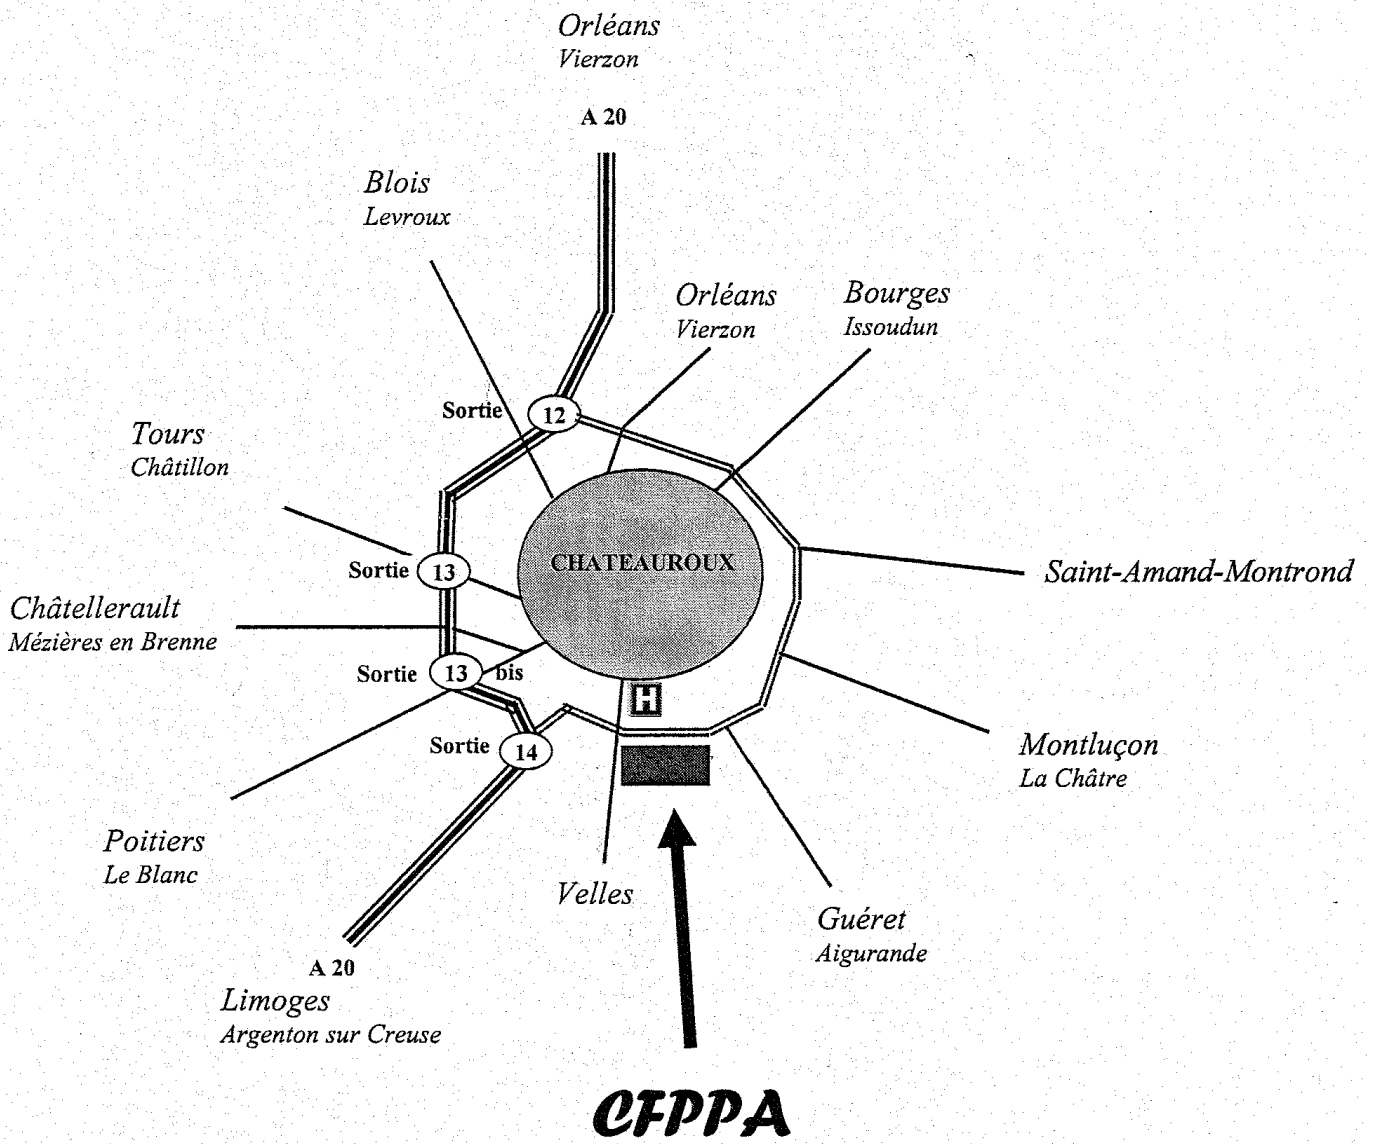 Orléans
Vierzon
A 20
Blois
Levroux
Orléans
Vierzon
Bourges
Issoudun
Sortie 12
Tours
Châtillon
CHATEAUROUX
Sortie 13
Saint-Amand-Montrond
Châtellerault
Mézières en Brenne
Sortie 13 bis
H
Sortie 14
Montluçon
La Châtre
Poitiers
Le Blanc
Velles
Guéret
Aigurande
A 20
Limoges
Argenton sur Creuse
CFPPA